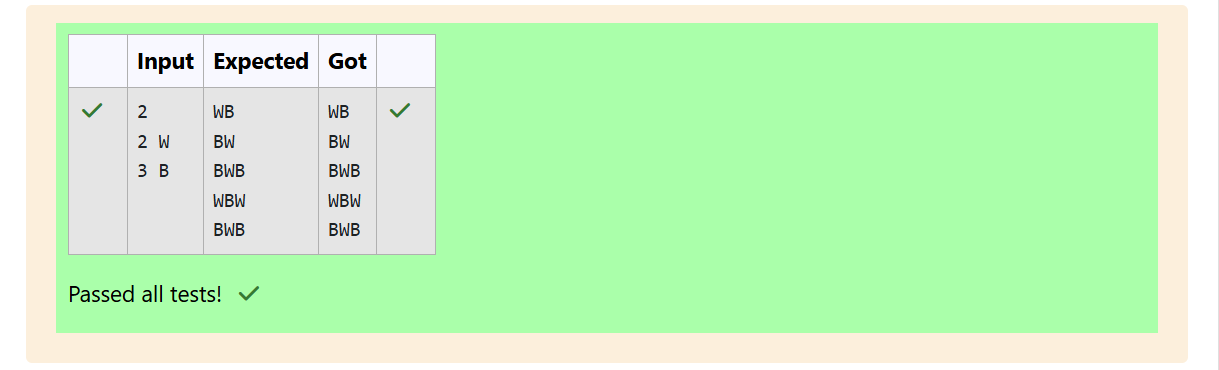 Input Expected Got
2 WB WB
2 W BW BW
3 B BWB BWB
WBW WBW
BWB BWB
Passed all tests!